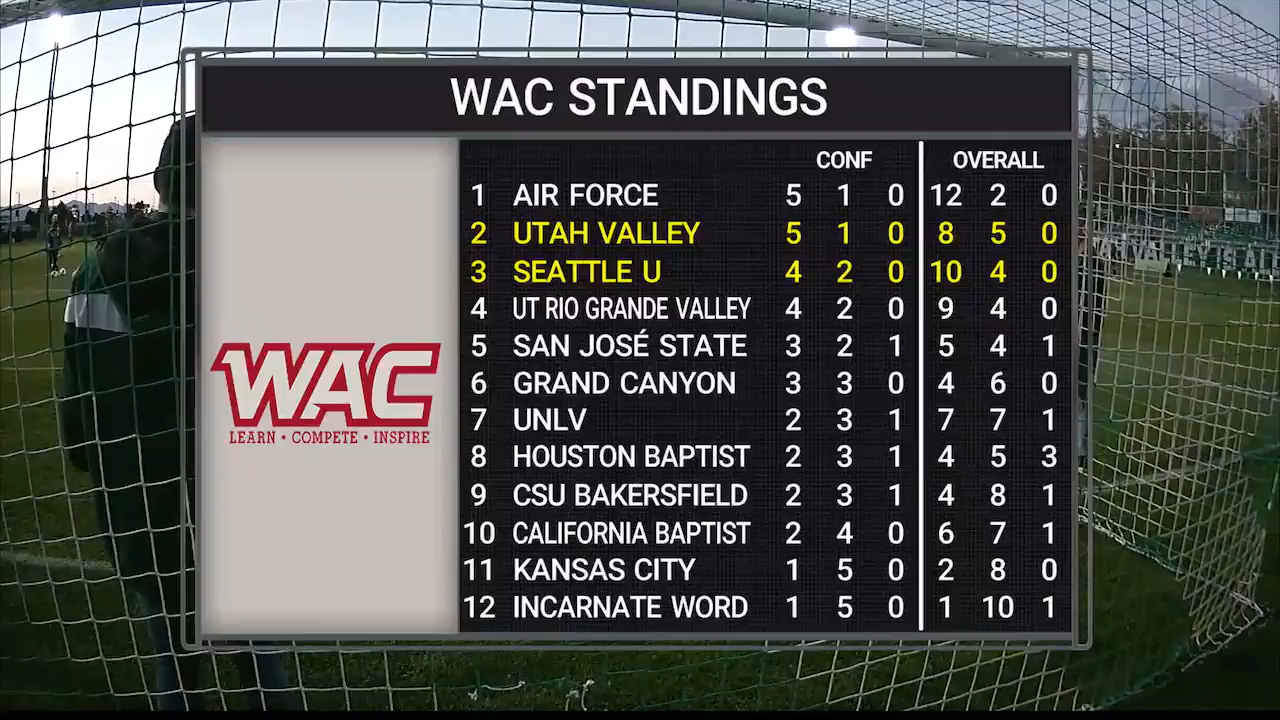 WAC STANDINGS
CONF OVERALL
1 AIR FORCE 5 1 0 12 2 0
2 UTAH VALLEY 5 1 0 8 5 0
3 SEATTLE U 4 2 0 10 4 0
4 UT RIO GRANDE VALLEY 4 2 0 9 4 0
5 SAN JOSÉ STATE 3 2 1 5 4 1
6 GRAND CANYON 3 3 0 4 6 0
7 UNLV 2 3 1 7 7 1
8 HOUSTON BAPTIST 2 3 1 4 5 3
9 CSU BAKERSFIELD 2 3 1 4 8 1
10 CALIFORNIA BAPTIST 2 4 0 6 7 1
11 KANSAS CITY 1 5 0 2 8 0
12 INCARNATE WORD 1 5 0 1 10 1
WAC
LEARN • COMPETE • INSPIRE